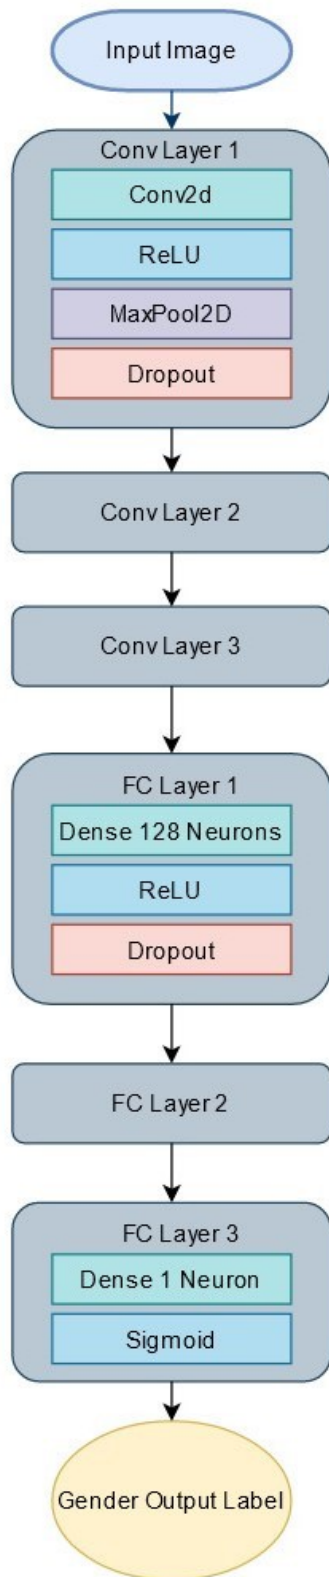 Input Image
Conv Layer 1
Conv2d
ReLU
MaxPool2D
Dropout
Conv Layer 2
Conv Layer 3
FC Layer 1
Dense 128 Neurons
ReLU
Dropout
FC Layer 2
FC Layer 3
Dense 1 Neuron
Sigmoid
Gender Output Label